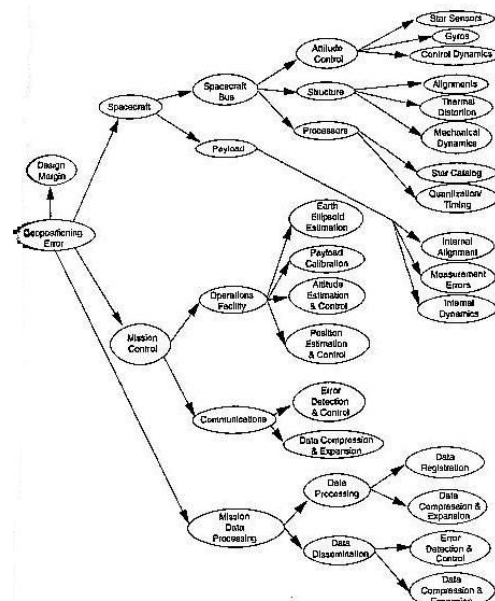 Star Sensors
Gyros
Control Dynamics
Attitude
Control
Spacecraft
Bus
Structure
Alignments
Thermal
Distortion
Mechanical
Dynamics
Spacecraft
Processors
Payload
Star Catalog
Quantization/
Timing
Design
Margin
Geopositioning
Error
Earth
Ellipsoid
Estimation
Payload
Calibration
Attitude
Estimation
& Control
Position
Estimation
& Control
Internal
Alignment
Measurement
Errors
Internal
Dynamics
Operations
Facility
Mission
Control
Communications
Error
Detection
& Control
Data Compression
& Expansion
Mission
Data
Processing
Data
Processing
Data
Registration
Data
Compression
& Expansion
Data
Dissemination
Error
Detection &
Control
Data
Compression
& Expansion